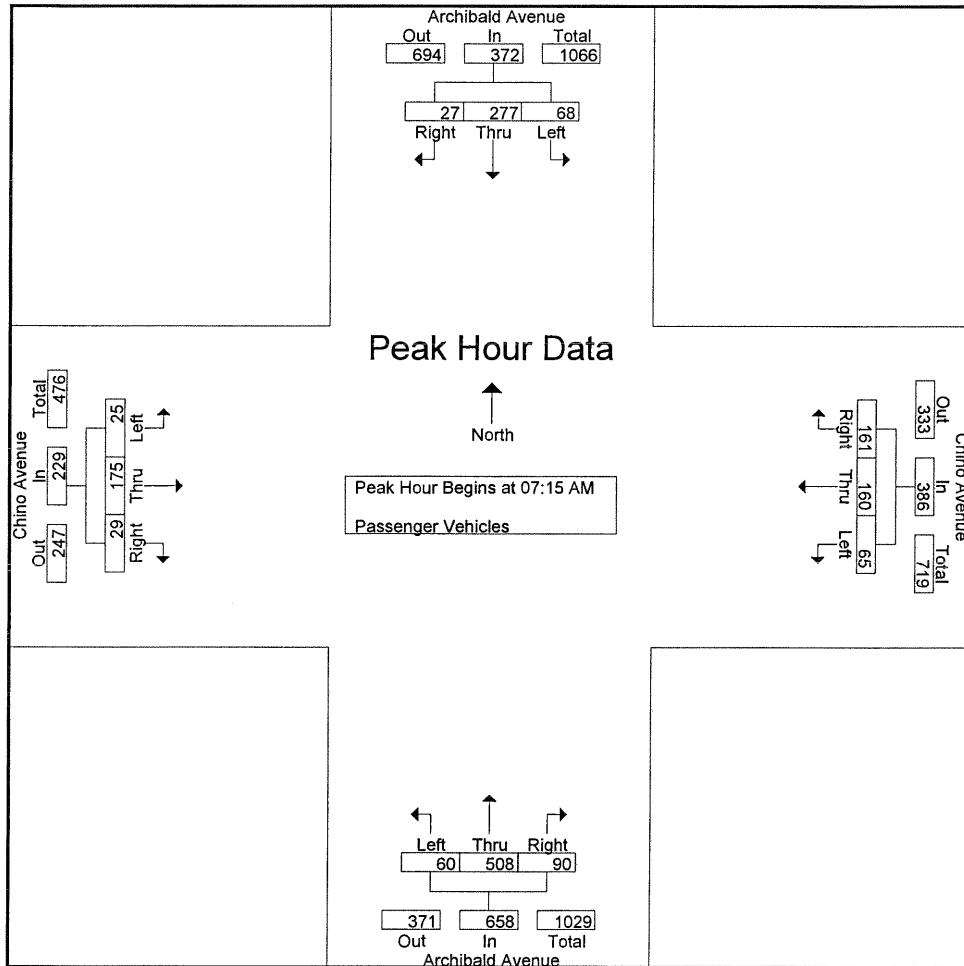 Archibald Avenue
Out In Total
694 372 1066
27 277 68
Right Thru Left
Peak Hour Data
North
Peak Hour Begins at 07:15 AM
Passenger Vehicles
Chino Avenue
Total In Out
476 229 247
25 175 29
Left Thru Right
Right Thru Left
161 160 65
Out In Total
333 386 719
Chino Avenue
Left Thru Right
60 508 90
371 658 1029
Out In Total
Archibald Avenue